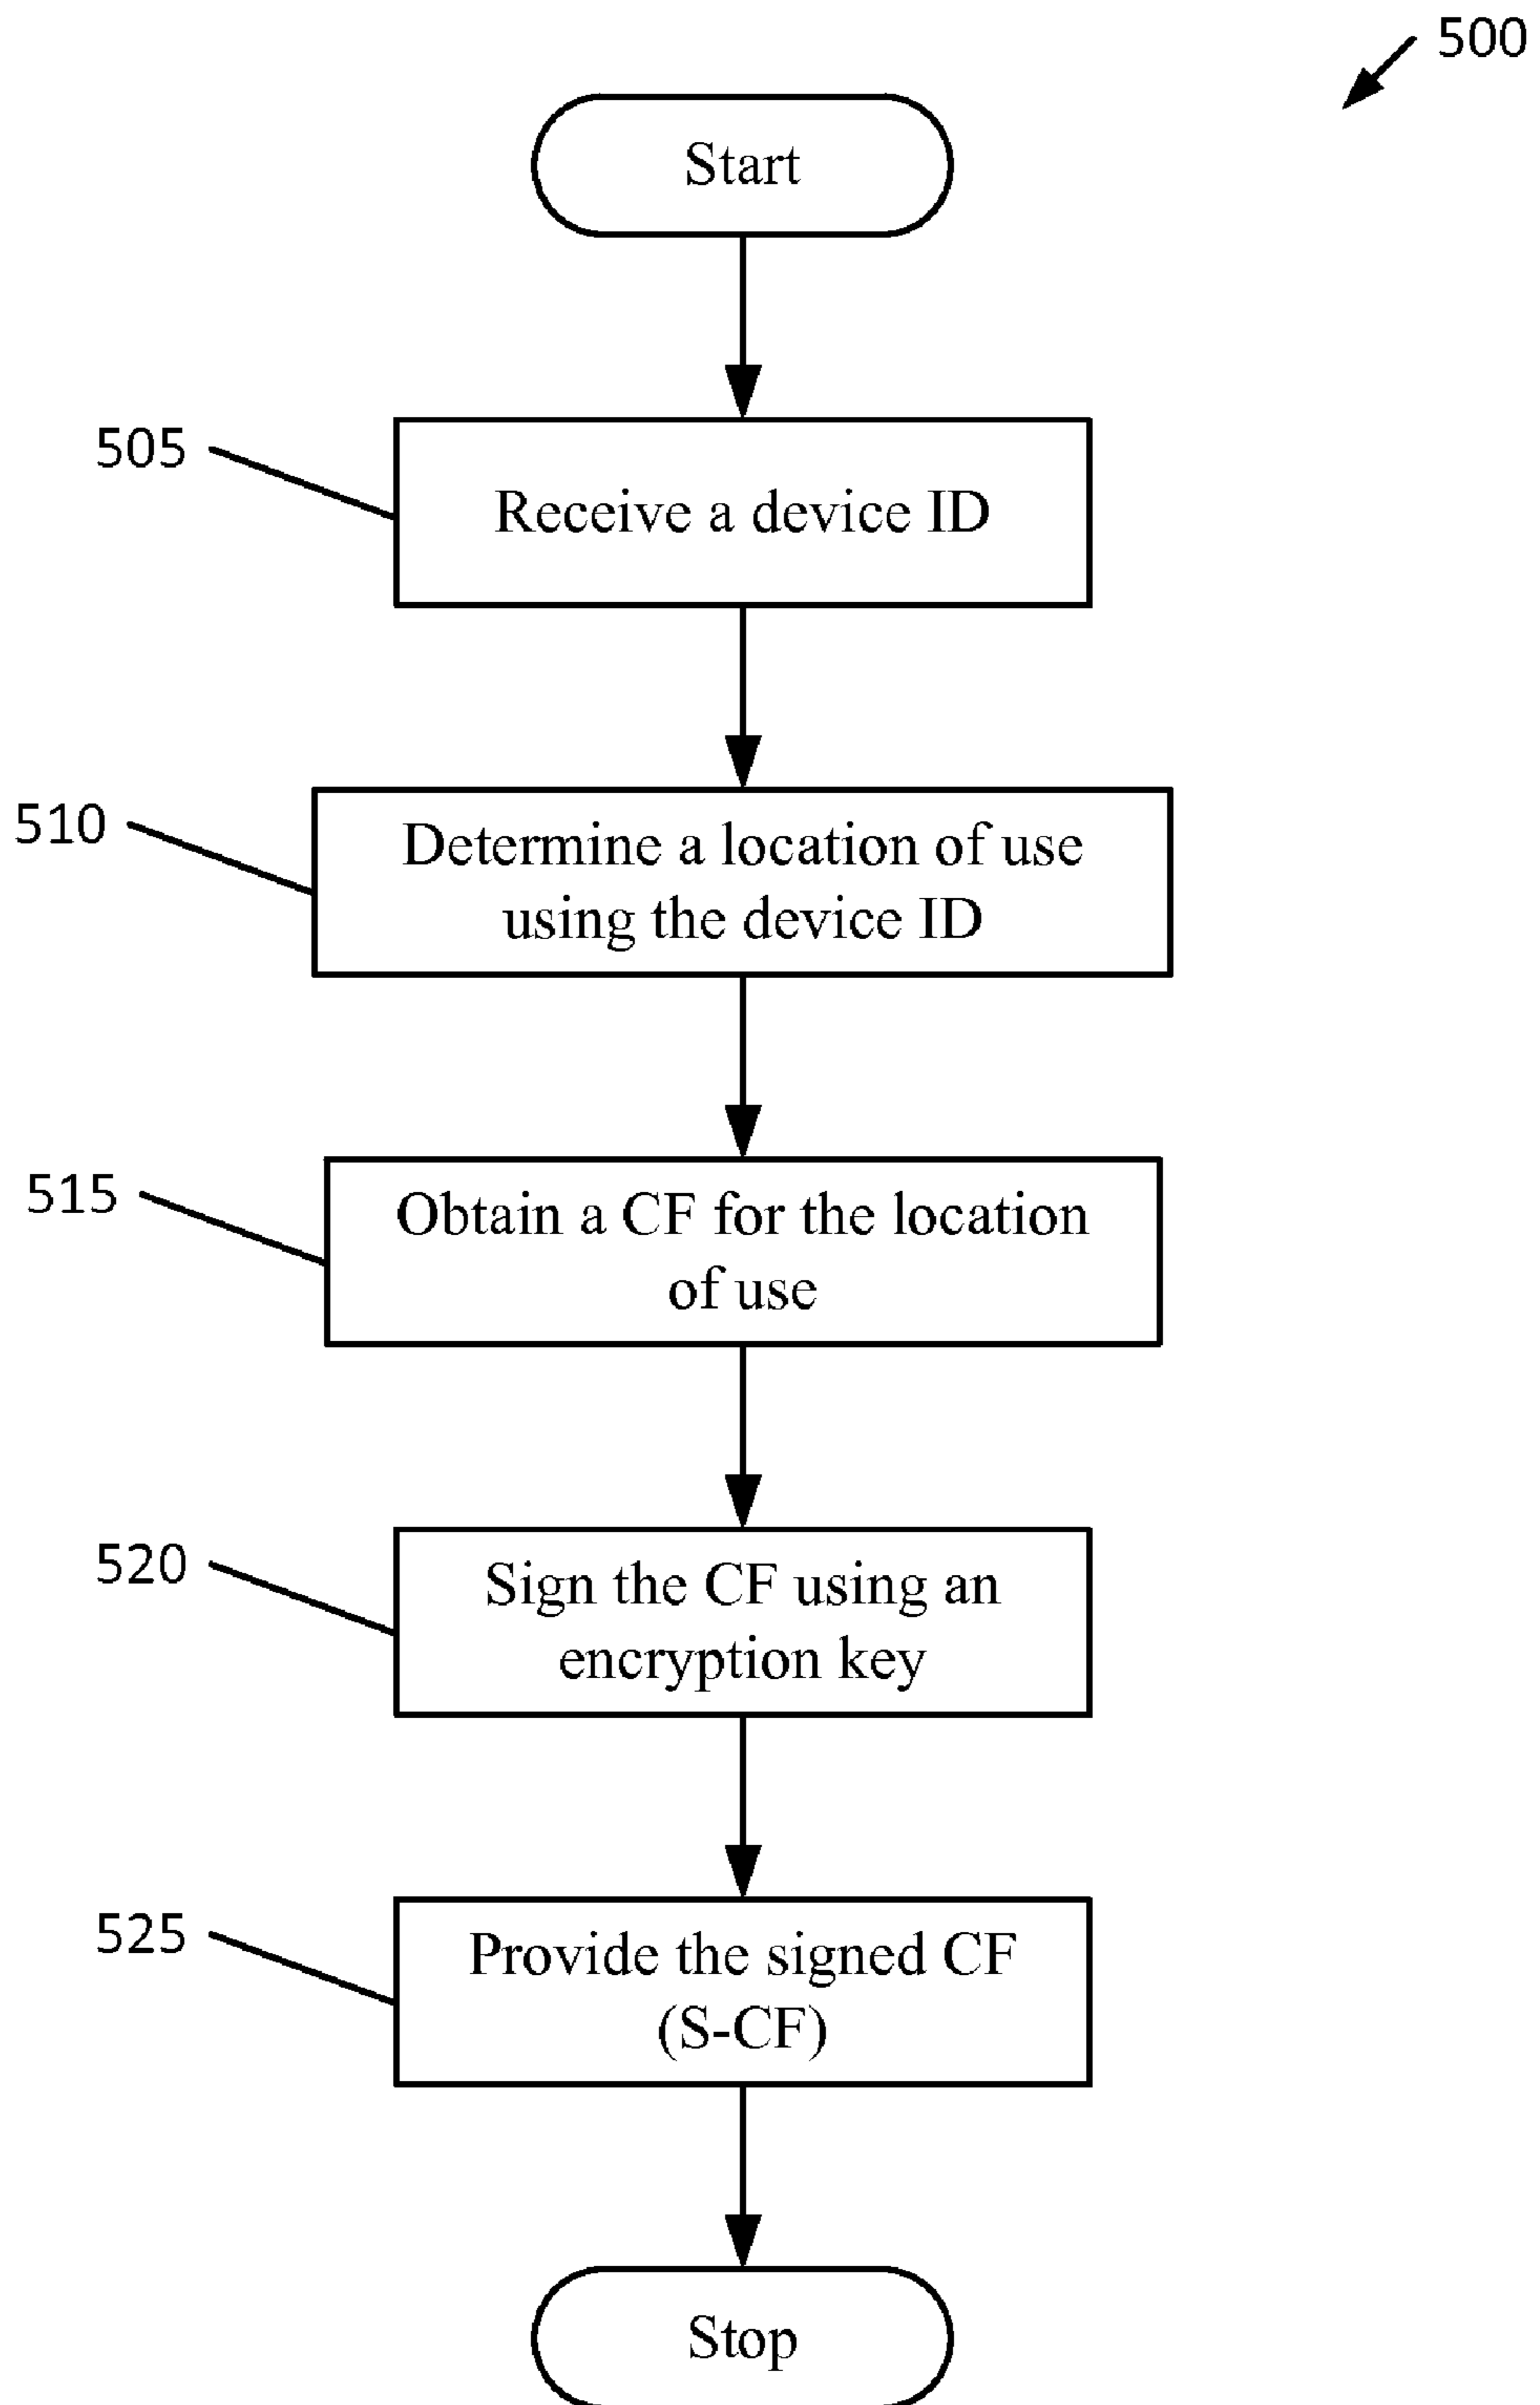 500
Start
505
Receive a device ID
510
Determine a location of use
using the device ID
515
Obtain a CF for the location
of use
520
Sign the CF using an
encryption key
525
Provide the signed CF
(S-CF)
Stop